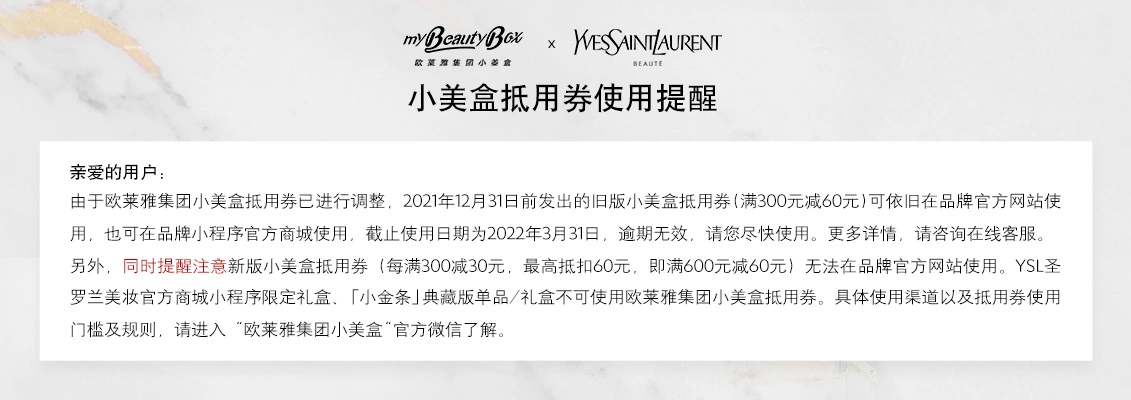 myBeautyBox x YVESSAINTLAURENT
欧莱雅集团小美盒 BEAUTÉ
小美盒抵用券使用提醒
亲爱的用户：
由于欧莱雅集团小美盒抵用券已进行调整，2021年12月31日前发出的旧版小美盒抵用券(满300元减60元)可依旧在品牌官方网站使
用，也可在品牌小程序官方商城使用，截止使用日期为2022年3月31日，逾期无效，请您尽快使用。更多详情，请咨询在线客服。
另外，同时提醒注意新版小美盒抵用券（每满300减30元，最高抵扣60元，即满600元减60元）无法在品牌官方网站使用。YSL圣
罗兰美妆官方商城小程序限定礼盒、「小金条」典藏版单品/礼盒不可使用欧莱雅集团小美盒抵用券。具体使用渠道以及抵用券使用
门槛及规则，请进入“欧莱雅集团小美盒“官方微信了解。